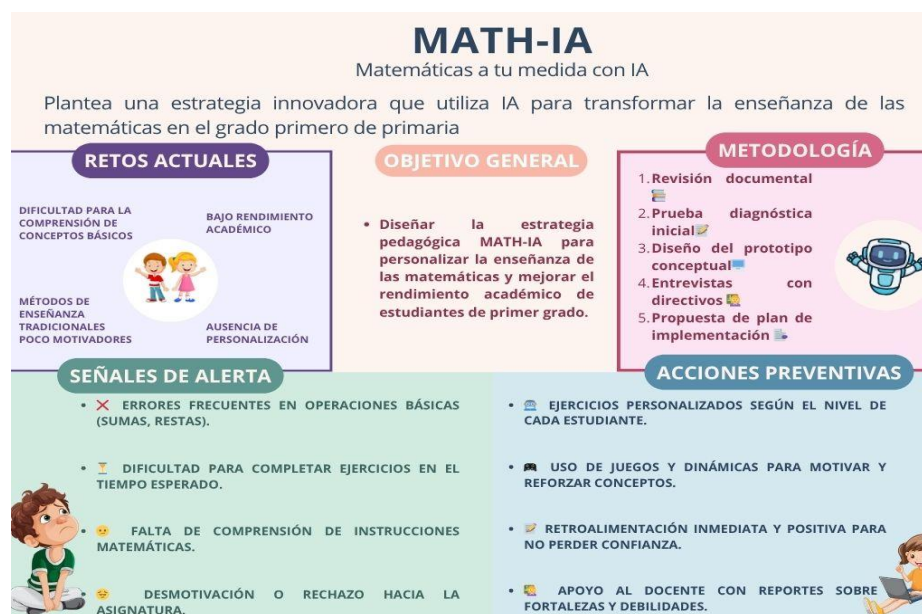 MATH-IA
Matemáticas a tu medida con IA
Plantea una estrategia innovadora que utiliza IA para transformar la enseñanza de las
matemáticas en el grado primero de primaria
RETOS ACTUALES
DIFICULTAD PARA LA
COMPRENSIÓN DE
CONCEPTOS BÁSICOS
BAJO RENDIMIENTO
ACADÉMICO
MÉTODOS DE
ENSEÑANZA
TRADICIONALES
POCO MOTIVADORES
AUSENCIA DE
PERSONALIZACIÓN
OBJETIVO GENERAL
• Diseñar la estrategia
pedagógica MATH-IA para
personalizar la enseñanza de
las matemáticas y mejorar el
rendimiento académico de
estudiantes de primer grado.
METODOLOGÍA
1. Revisión documental
2. Prueba diagnóstica
inicial
3. Diseño del prototipo
conceptual
4. Entrevistas con
directivos
5. Propuesta de plan de
implementación
SEÑALES DE ALERTA
• ❌ ERRORES FRECUENTES EN OPERACIONES BÁSICAS
(SUMAS, RESTAS).
• ⏳ DIFICULTAD PARA COMPLETAR EJERCICIOS EN EL
TIEMPO ESPERADO.
• FALTA DE COMPRENSIÓN DE INSTRUCCIONES
MATEMÁTICAS.
• DESMOTIVACIÓN O RECHAZO HACIA LA
ASIGNATURA.
ACCIONES PREVENTIVAS
• EJERCICIOS PERSONALIZADOS SEGÚN EL NIVEL DE
CADA ESTUDIANTE.
• 🎮 USO DE JUEGOS Y DINÁMICAS PARA MOTIVAR Y
REFORZAR CONCEPTOS.
• 📝 RETROALIMENTACIÓN INMEDIATA Y POSITIVA PARA
NO PERDER CONFIANZA.
• 👩‍🏫 APOYO AL DOCENTE CON REPORTES SOBRE
FORTALEZAS Y DEBILIDADES.